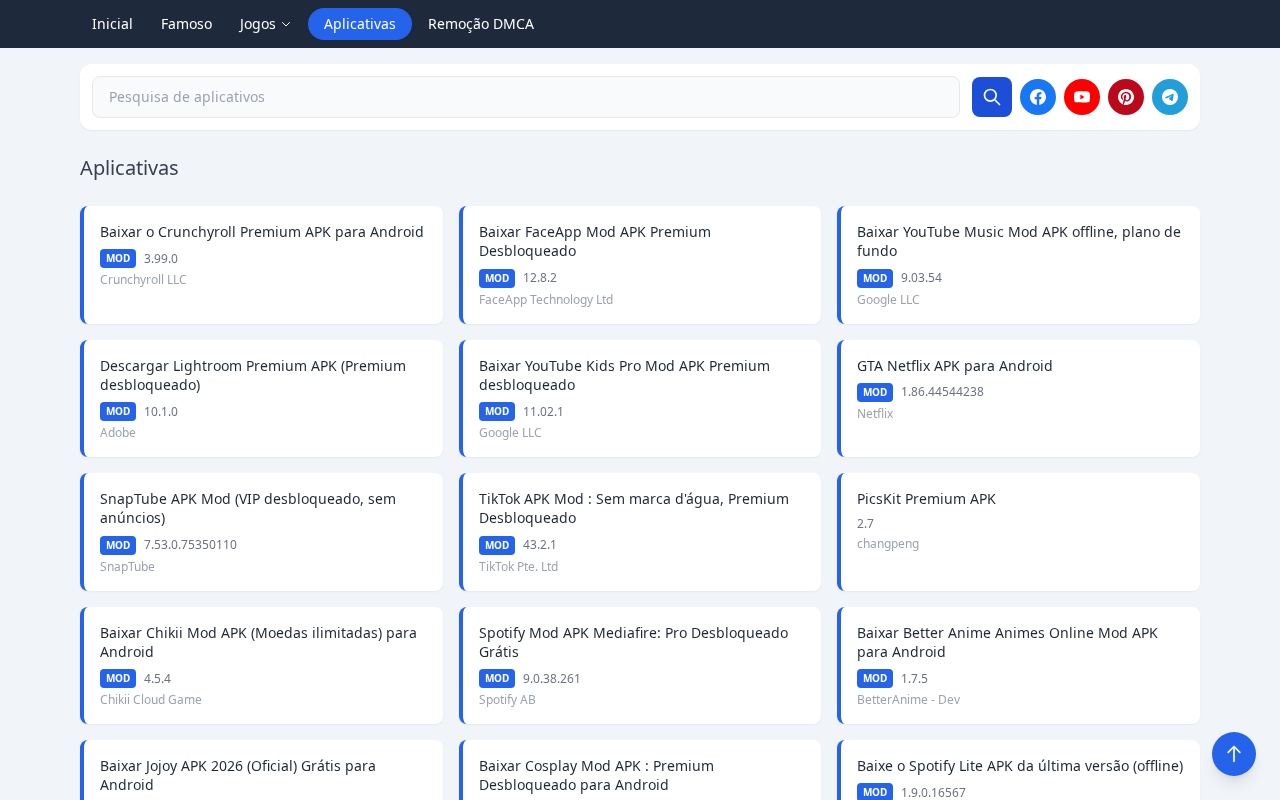 Inicial Famoso Jogos Aplicativas Remoção DMCA
Pesquisa de aplicativos
Aplicativas
Baixar o Crunchyroll Premium APK para Android
MOD 3.99.0
Crunchyroll LLC
Baixar FaceApp Mod APK Premium
Desbloqueado
MOD 12.8.2
FaceApp Technology Ltd
Baixar YouTube Music Mod APK offline, plano de
fundo
MOD 9.03.54
Google LLC
Descargar Lightroom Premium APK (Premium
desbloqueado)
MOD 10.1.0
Adobe
Baixar YouTube Kids Pro Mod APK Premium
desbloqueado
MOD 11.02.1
Google LLC
GTA Netflix APK para Android
MOD 1.86.44544238
Netflix
SnapTube APK Mod (VIP desbloqueado, sem
anúncios)
MOD 7.53.0.75350110
SnapTube
TikTok APK Mod : Sem marca d'água, Premium
Desbloqueado
MOD 43.2.1
TikTok Pte. Ltd
PicsKit Premium APK
2.7
changpeng
Baixar Chikii Mod APK (Moedas ilimitadas) para
Android
MOD 4.5.4
Chikii Cloud Game
Spotify Mod APK Mediafire: Pro Desbloqueado
Grátis
MOD 9.0.38.261
Spotify AB
Baixar Better Anime Animes Online Mod APK
para Android
MOD 1.7.5
BetterAnime - Dev
Baixar Jojoy APK 2026 (Oficial) Grátis para
Android
Baixar Cosplay Mod APK : Premium
Desbloqueado para Android
Baixe o Spotify Lite APK da última versão (offline)
MOD 1.9.0.16567